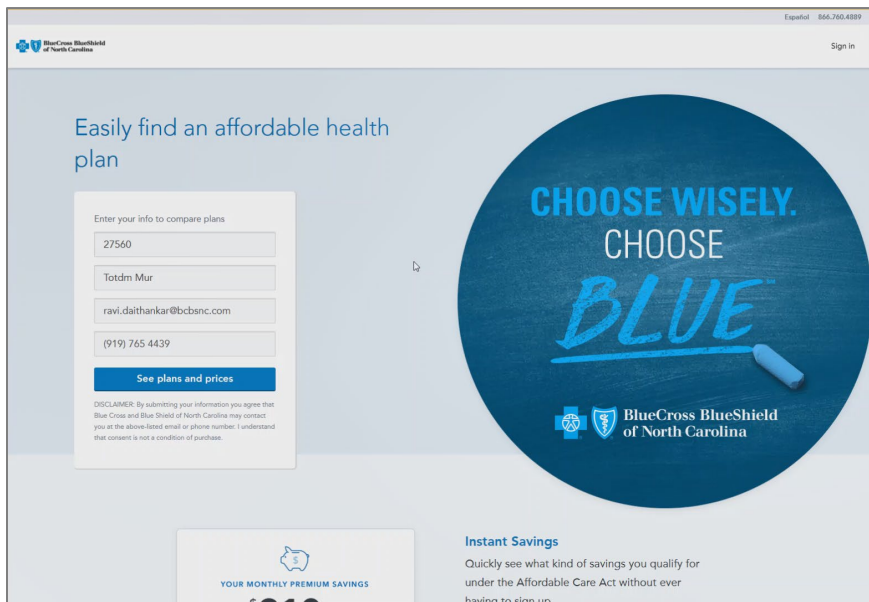 Español 866.760.4889
BlueCross BlueShield
of North Carolina
Sign in
Easily find an affordable health
plan
Enter your info to compare plans
27560
Totdm Mur
ravi.daithankar@bcbsnc.com
(919) 765 4439
See plans and prices
DISCLAIMER: By submitting your information you agree that
Blue Cross and Blue Shield of North Carolina may contact
you at the above-listed email or phone number. I understand
that consent is not a condition of purchase.
CHOOSE WISELY.
CHOOSE
BLUE™
BlueCross BlueShield
of North Carolina
YOUR MONTHLY PREMIUM SAVINGS
$
Instant Savings
Quickly see what kind of savings you qualify for
under the Affordable Care Act without ever
having to sign up